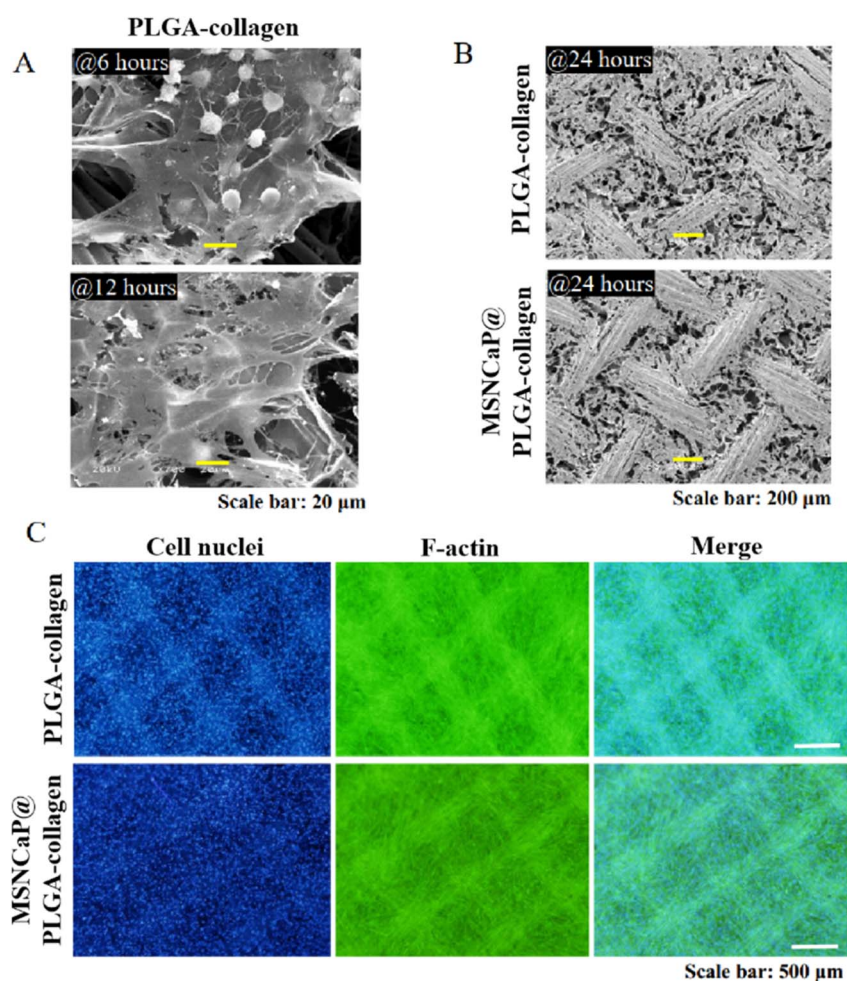 PLGA-collagen
A
@6 hours
@12 hours
Scale bar: 20 µm
B
PLGA-collagen
@24 hours
MSNCaP@
PLGA-collagen
@24 hours
Scale bar: 200 µm
C
Cell nuclei
F-actin
Merge
PLGA-collagen
MSNCaP@
PLGA-collagen
Scale bar: 500 µm